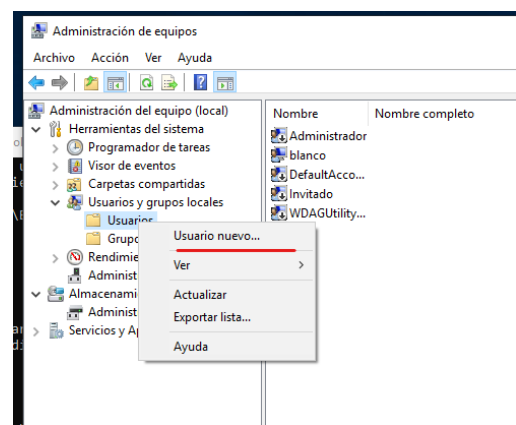 Administración de equipos
Archivo Acción Ver Ayuda
Administración del equipo (local)
Herramientas del sistema
Programador de tareas
Visor de eventos
Carpetas compartidas
Usuarios y grupos locales
Usuarios
Grupo
Rendimie
Administ
Almacenami
Administ
Servicios y Ap
Nombre Nombre completo
Administrador
blanco
DefaultAcco...
Invitado
WDAGUtility...
Usuario nuevo...
Ver
Actualizar
Exportar lista...
Ayuda